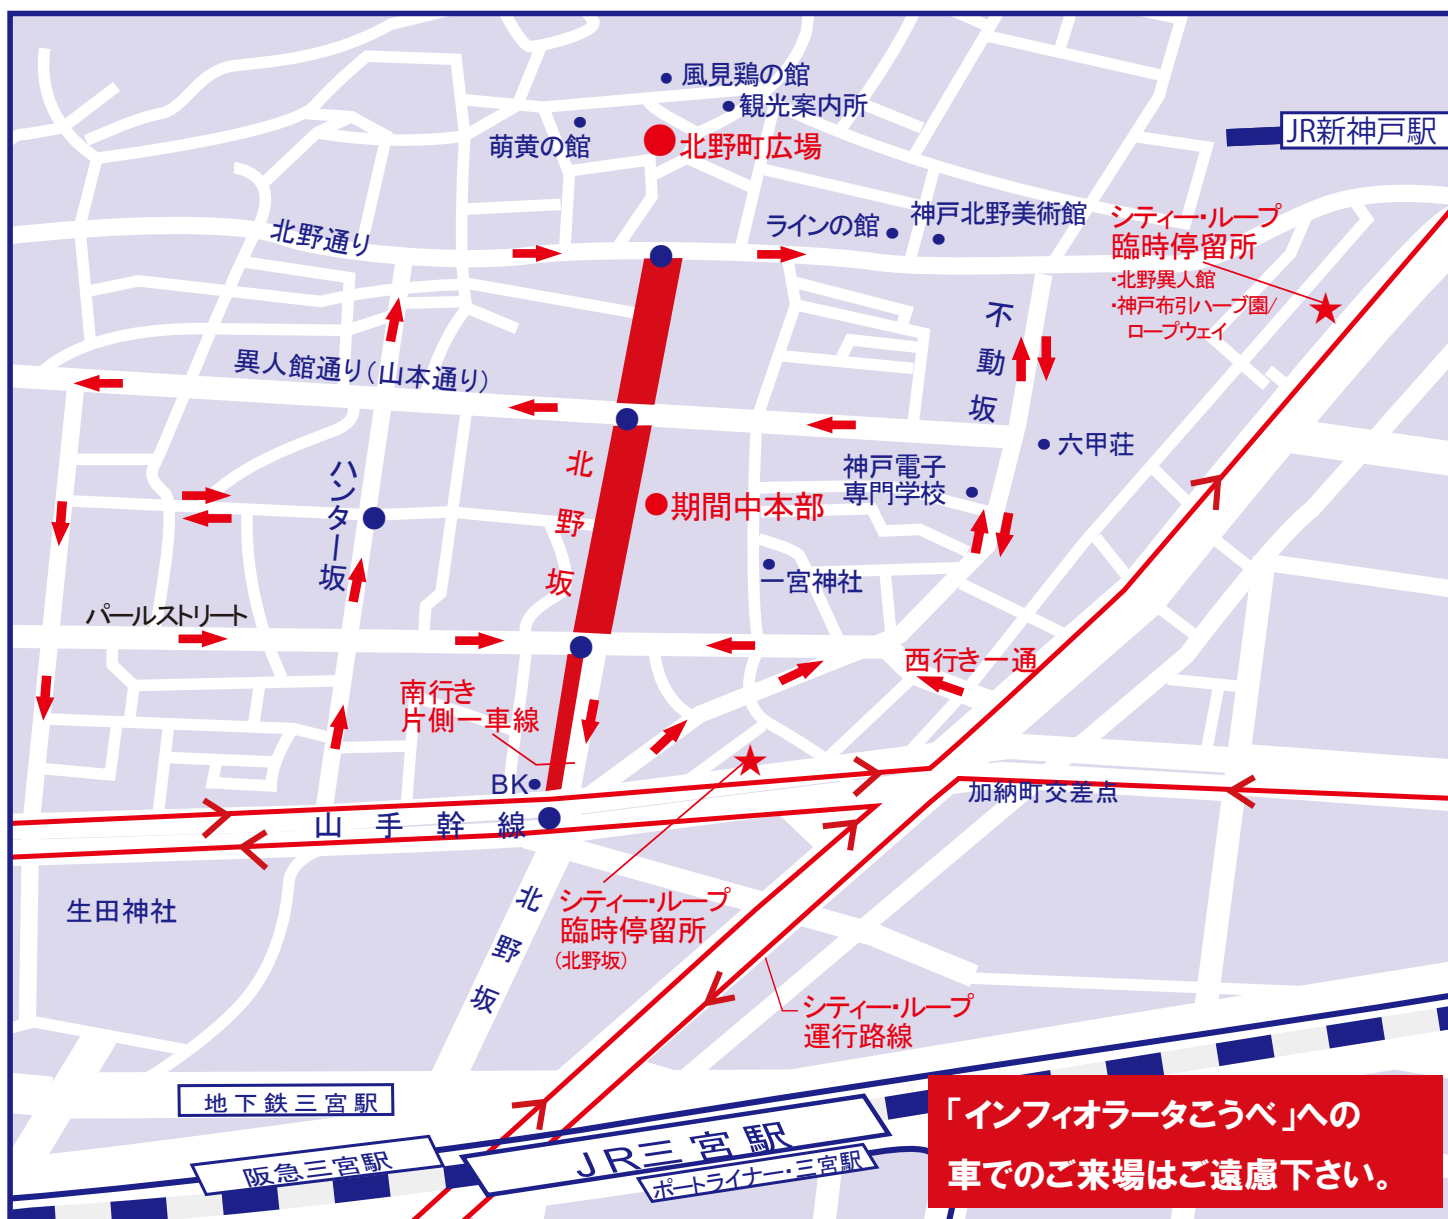 風見鶏の館
観光案内所
萌黄の館
北野町広場
JR新神戸駅
北野通り
ラインの館
神戸北野美術館
シティー・ループ
臨時停留所
・北野異人館
・神戸布引ハーブ園/
ロープウェイ
不動坂
異人館通り(山本通り)
六甲荘
北野坂
ハンター坂
神戸電子
専門学校
期間中本部
一宮神社
パールストリート
西行き一通
南行き
片側一車線
BK
加納町交差点
山手幹線
生田神社
北野坂
シティー・ループ
臨時停留所
(北野坂)
シティー・ループ
運行路線
地下鉄三宮駅
阪急三宮駅
JR三宮駅
ポートライナー・三宮駅
「インフィオラータこうべ」への
車でのご来場はご遠慮下さい。